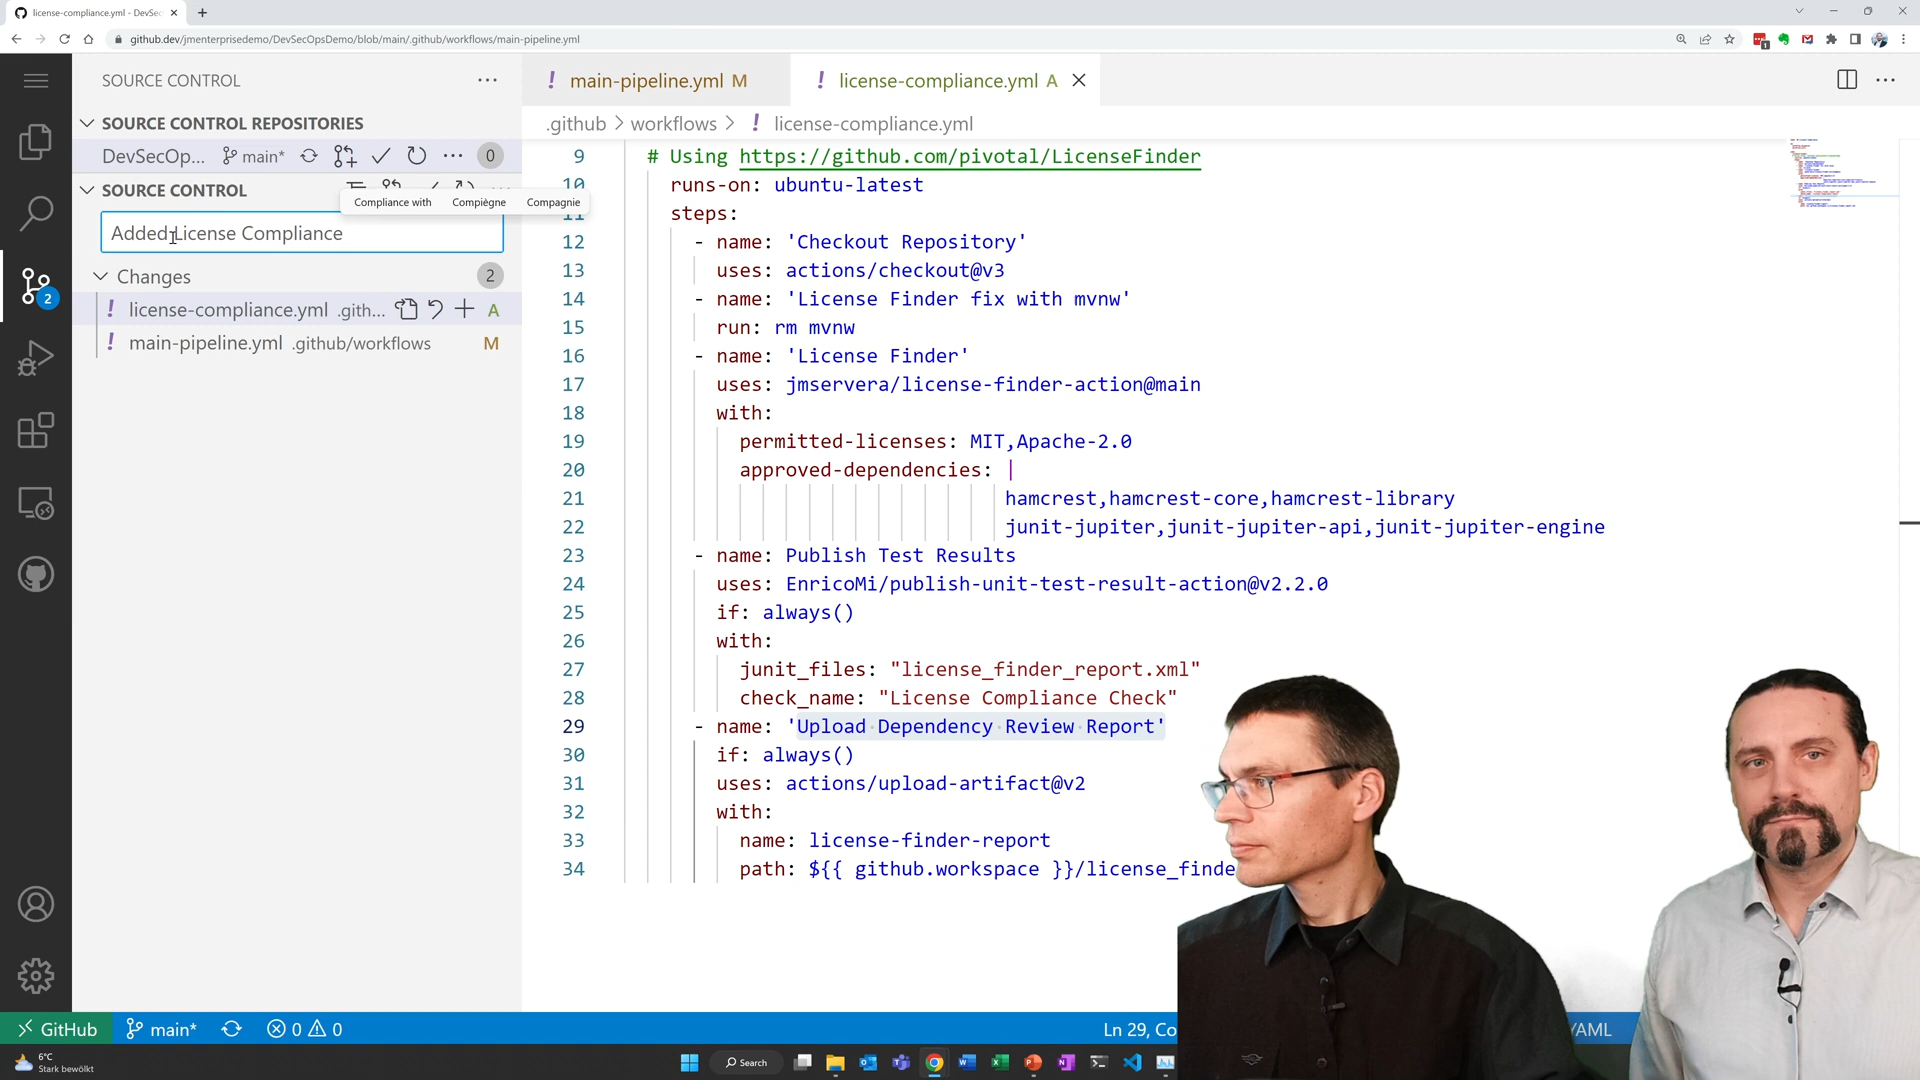 license-compliance.yml - DevSec
github.dev/jmenterprisedemo/DevSecOpsDemo/blob/main/.github/workflows/main-pipeline.yml
SOURCE CONTROL
SOURCE CONTROL REPOSITORIES
DevSecOp... main* 0
SOURCE CONTROL
Compliance with Compiègne Compagnie
Added License Compliance
Changes 2
license-compliance.yml .gith... A
main-pipeline.yml .github/workflows M
2
main-pipeline.yml M
license-compliance.yml A
.github > workflows > ! license-compliance.yml
9 # Using https://github.com/pivotal/LicenseFinder
10 runs-on: ubuntu-latest
11 steps:
12 - name: 'Checkout Repository'
13 uses: actions/checkout@v3
14 - name: 'License Finder fix with mvnw'
15 run: rm mvnw
16 - name: 'License Finder'
17 uses: jmservera/license-finder-action@main
18 with:
19 permitted-licenses: MIT,Apache-2.0
20 approved-dependencies: |
21 hamcrest,hamcrest-core,hamcrest-library
22 junit-jupiter,junit-jupiter-api,junit-jupiter-engine
23 - name: Publish Test Results
24 uses: EnricoMi/publish-unit-test-result-action@v2.2.0
25 if: always()
26 with:
27 junit_files: "license_finder_report.xml"
28 check_name: "License Compliance Check"
29 - name: 'Upload Dependency Review Report'
30 if: always()
31 uses: actions/upload-artifact@v2
32 with:
33 name: license-finder-report
34 path: ${{ github.workspace }}/license_finde
GitHub main* 0 0 Ln 29, Co YAML
6°C
Stark bewölkt
Search